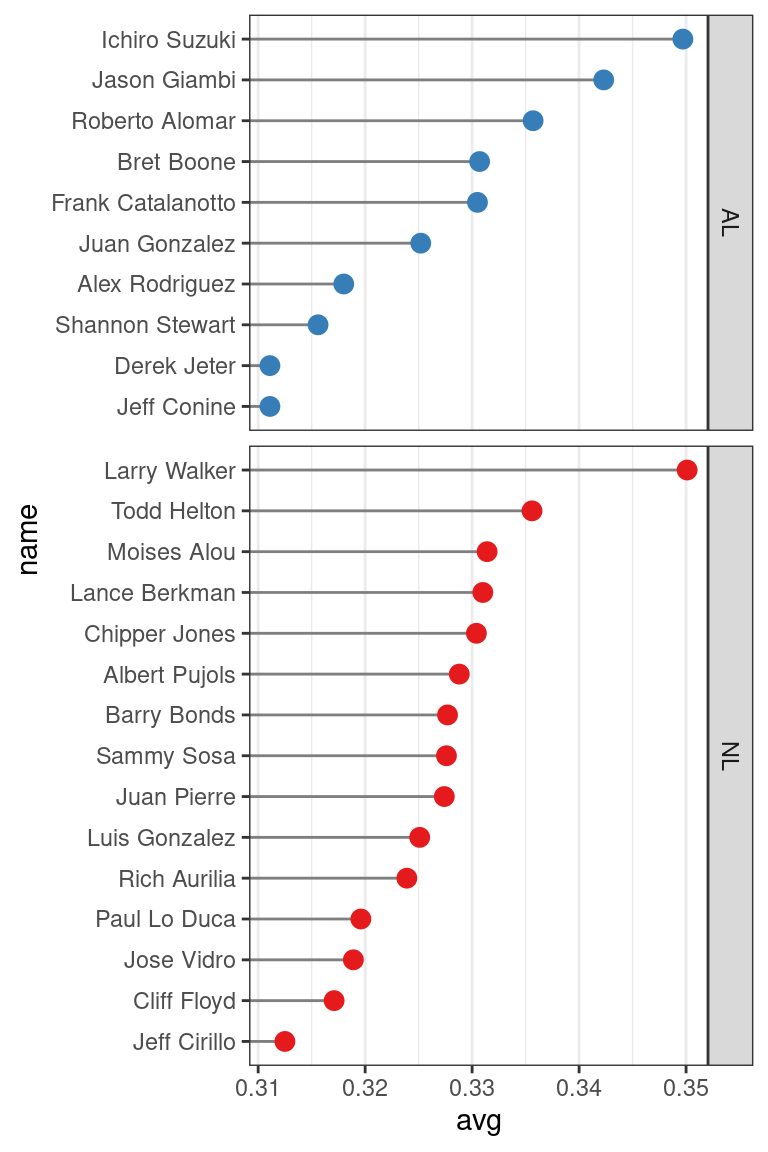 Ichiro Suzuki
Jason Giambi
Roberto Alomar
Bret Boone
Frank Catalanotto
Juan Gonzalez
Alex Rodriguez
Shannon Stewart
Derek Jeter
Jeff Conine
AL
Larry Walker
Todd Helton
Moises Alou
Lance Berkman
Chipper Jones
Albert Pujols
Barry Bonds
Sammy Sosa
Juan Pierre
Luis Gonzalez
Rich Aurilia
Paul Lo Duca
Jose Vidro
Cliff Floyd
Jeff Cirillo
NL
name
0.31 0.32 0.33 0.34 0.35
avg